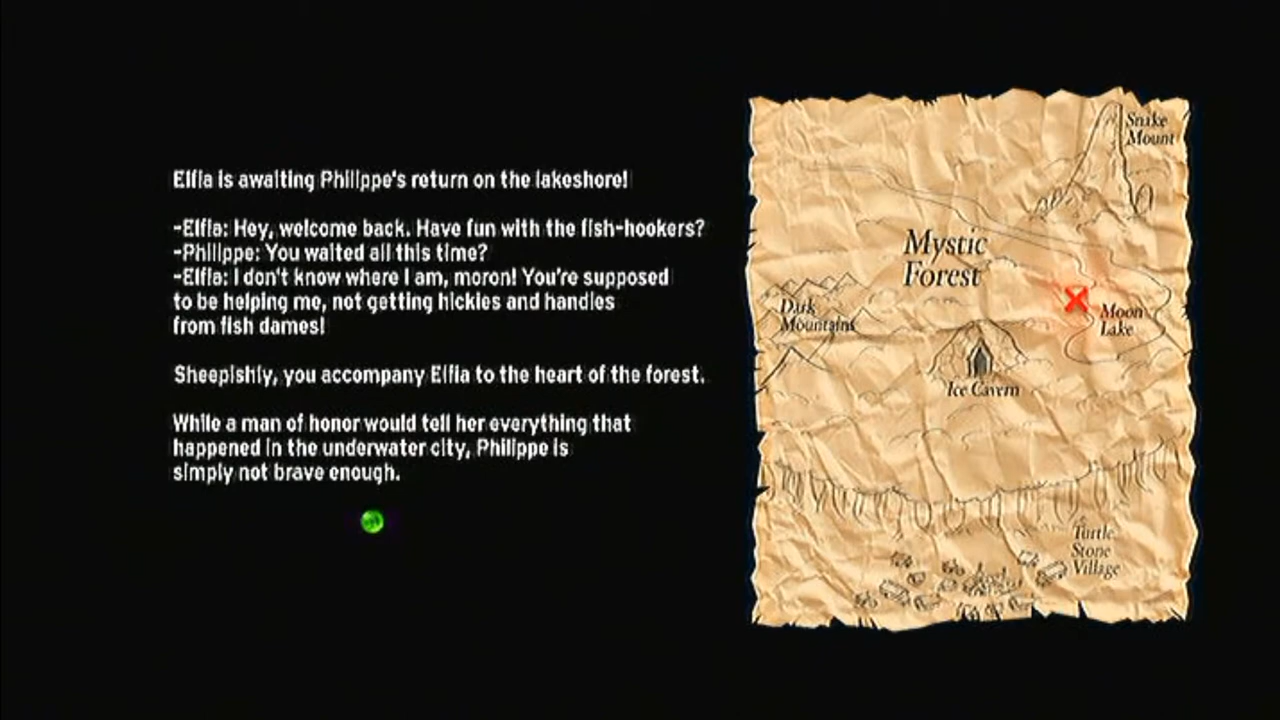 Elfia is awaiting Philippe's return on the lakeshore!
-Elfia: Hey, welcome back. Have fun with the fish-hookers?
-Philippe: You waited all this time?
-Elfia: I don't know where I am, moron! You're supposed
to be helping me, not getting hickies and handies
from fish dames!
Sheepishly, you accompany Elfia to the heart of the forest.
While a man of honor would tell her everything that
happened in the underwater city, Philippe is
simply not brave enough.
Snake
Mount
Mystic
Forest
Dark
Mountains
Moon
Lake
Ice Cavern
Turtle
Stone
Village